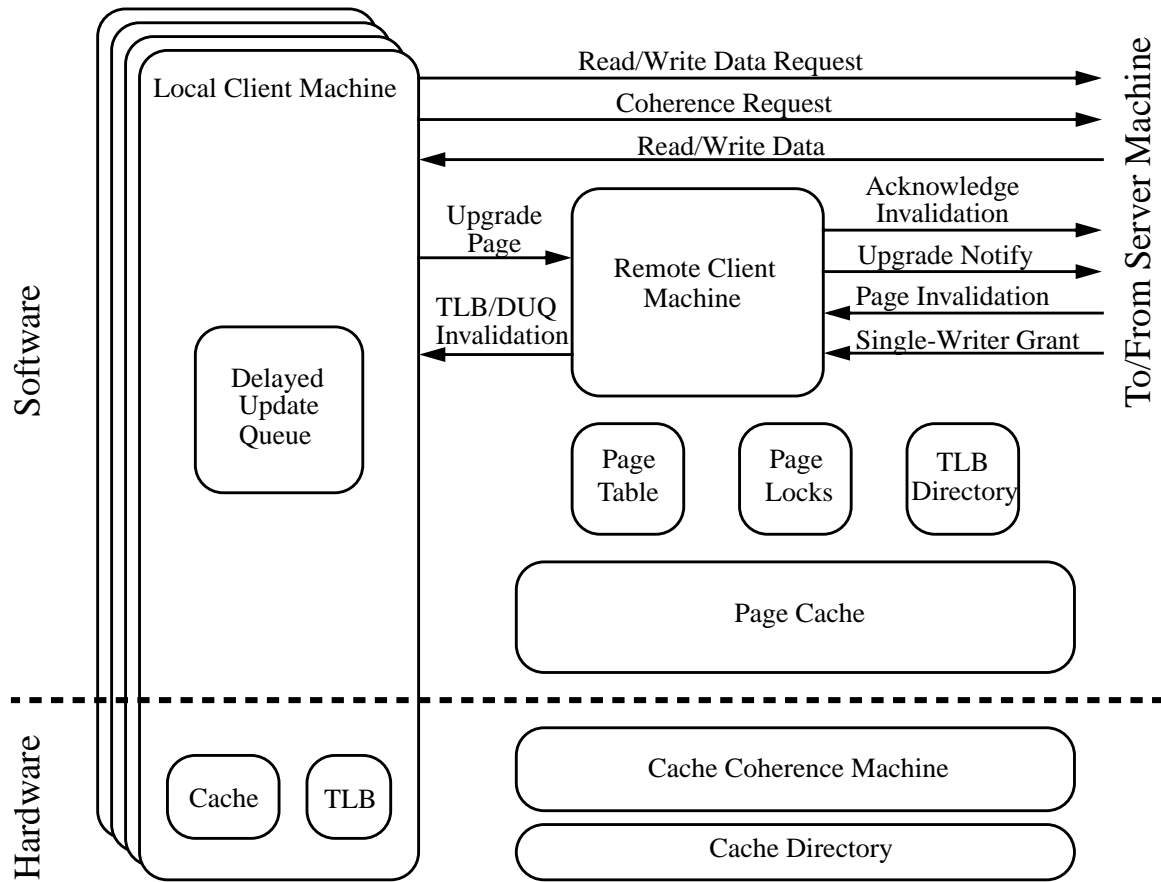 Local Client Machine
Read/Write Data Request
Coherence Request
Read/Write Data
Upgrade
Page
TLB/DUQ
Invalidation
Remote Client
Machine
Acknowledge
Invalidation
Upgrade Notify
Page Invalidation
Single-Writer Grant
To/From Server Machine
Software
Delayed
Update
Queue
Page
Table
Page
Locks
TLB
Directory
Page Cache
Hardware
Cache
TLB
Cache Coherence Machine
Cache Directory